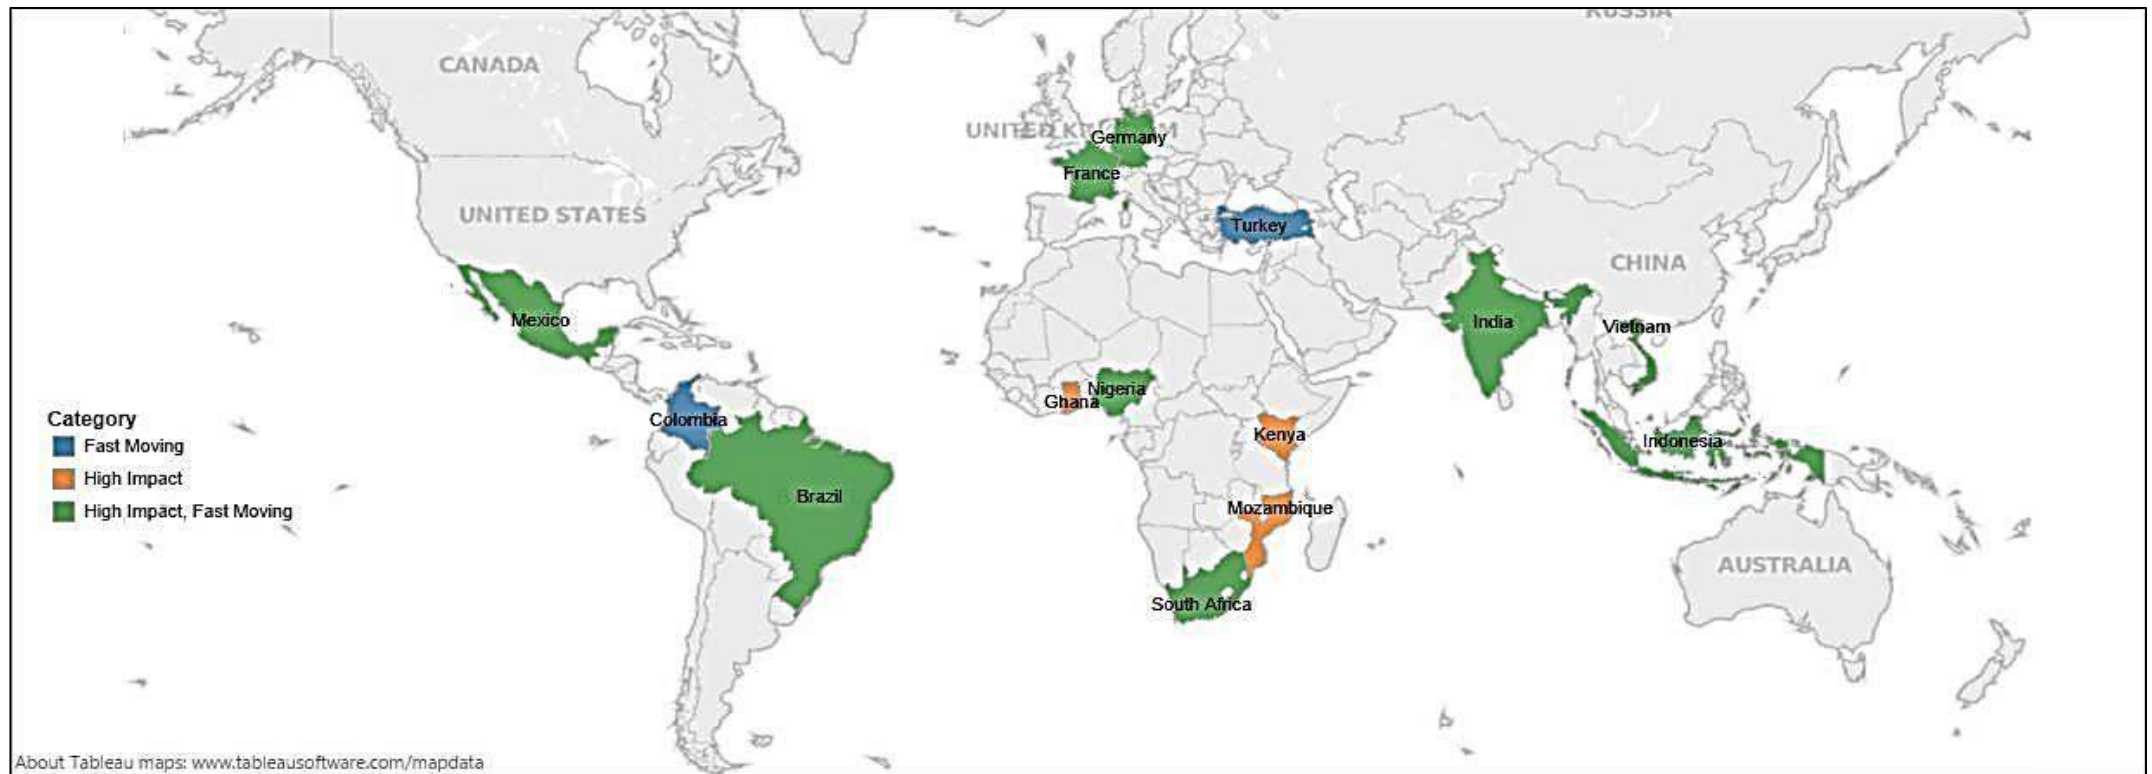 RUSSIA
CANADA
UNITED KINGDOM
Germany
France
UNITED STATES
Turkey
CHINA
Mexico
India
Vietnam
Nigeria
Ghana
Category
Fast Moving
High Impact
High Impact, Fast Moving
Colombia
Kenya
Indonesia
Brazil
Mozambique
AUSTRALIA
South Africa
About Tableau maps: www.tableausoftware.com/mapdata